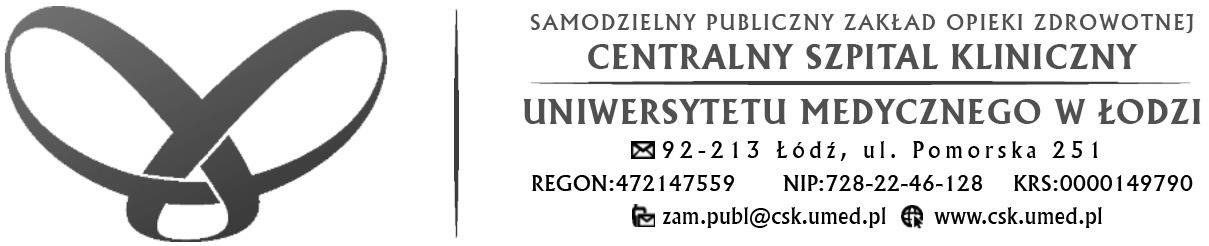 SAMODZIELNY PUBLICZNY ZAKŁAD OPIEKI ZDROWOTNEJ
CENTRALNY SZPITAL KLINICZNY
UNIWERSYTETU MEDYCZNEGO W ŁODZI
92-213 Łódź, ul. Pomorska 251
REGON:472147559 NIP:728-22-46-128 KRS:0000149790
zam.publ@csk.umed.pl www.csk.umed.pl